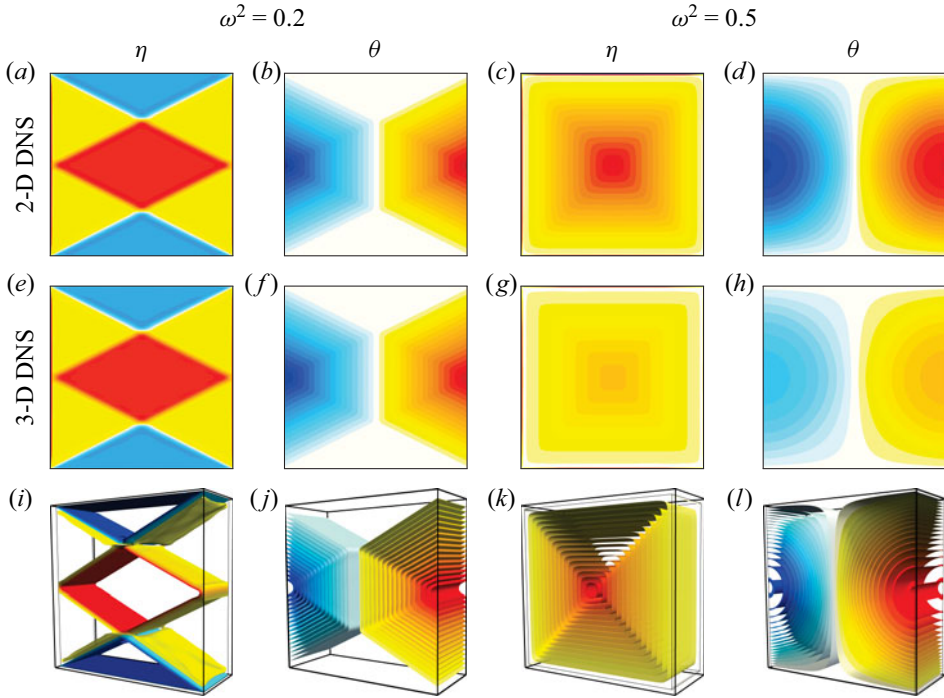 ω² = 0.2 ω² = 0.5
η θ η θ
(a) (b) (c) (d)
2-D DNS
(e) (f) (g) (h)
3-D DNS
(i) (j) (k) (l)